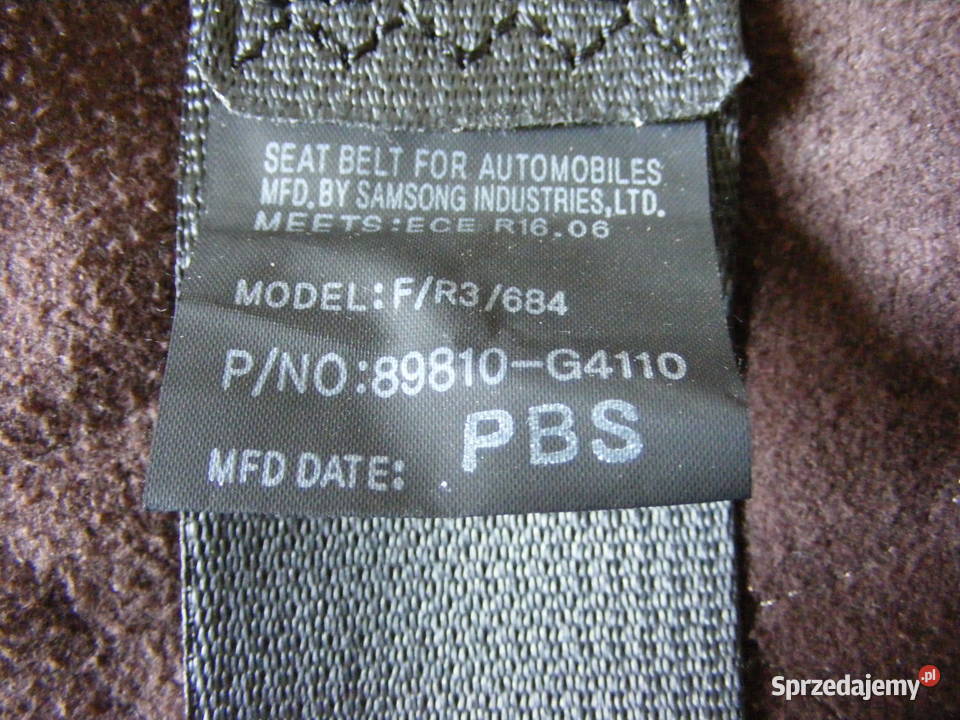 SEAT BELT FOR AUTOMOBILES
MFD.BY SAMSONG INDUSTRIES,LTD.
MEETS:ECE R16.06
MODEL:F/R3/684
P/NO:89810-G4110
PBS
MFD DATE:
Sprzedajemy.pl